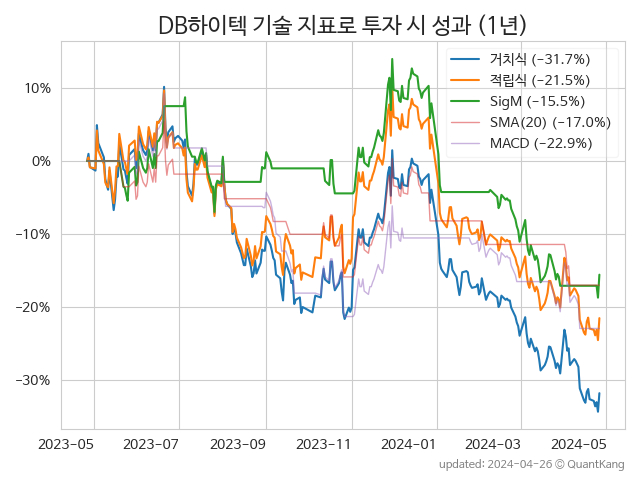 DB하이텍 기술 지표로 투자 시 성과 (1년)
거치식 (−31.7%)
적립식 (−21.5%)
SigM (−15.5%)
SMA(20) (−17.0%)
MACD (−22.9%)
10%
0%
−10%
−20%
−30%
2023-05 2023-07 2023-09 2023-11 2024-01 2024-03 2024-05
updated: 2024-04-26 © QuantKang